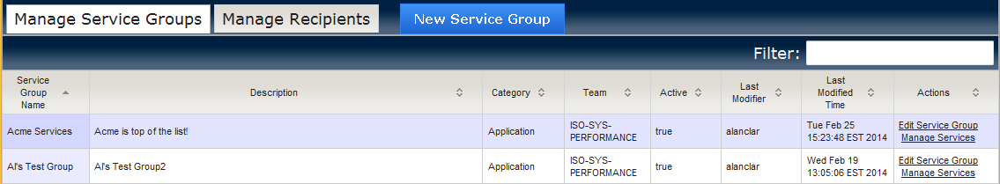 Manage Service Groups Manage Recipients New Service Group
Filter:
Service Group Name Description Category Team Active Last Modifier Last Modified Time Actions
Acme Services Acme is top of the list! Application ISO-SYS-PERFORMANCE true alanclar Tue Feb 25 15:23:48 EST 2014 Edit Service Group Manage Services
Al's Test Group Al's Test Group2 Application ISO-SYS-PERFORMANCE true alanclar Wed Feb 19 13:05:06 EST 2014 Edit Service Group Manage Services